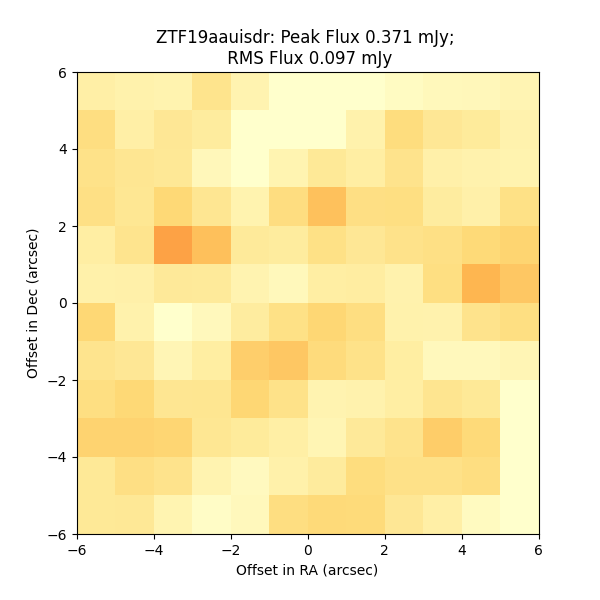 ZTF19aauisdr: Peak Flux 0.371 mJy;
RMS Flux 0.097 mJy
6
4
2
0
−2
−4
−6
Offset in Dec (arcsec)
−6 −4 −2 0 2 4 6
Offset in RA (arcsec)